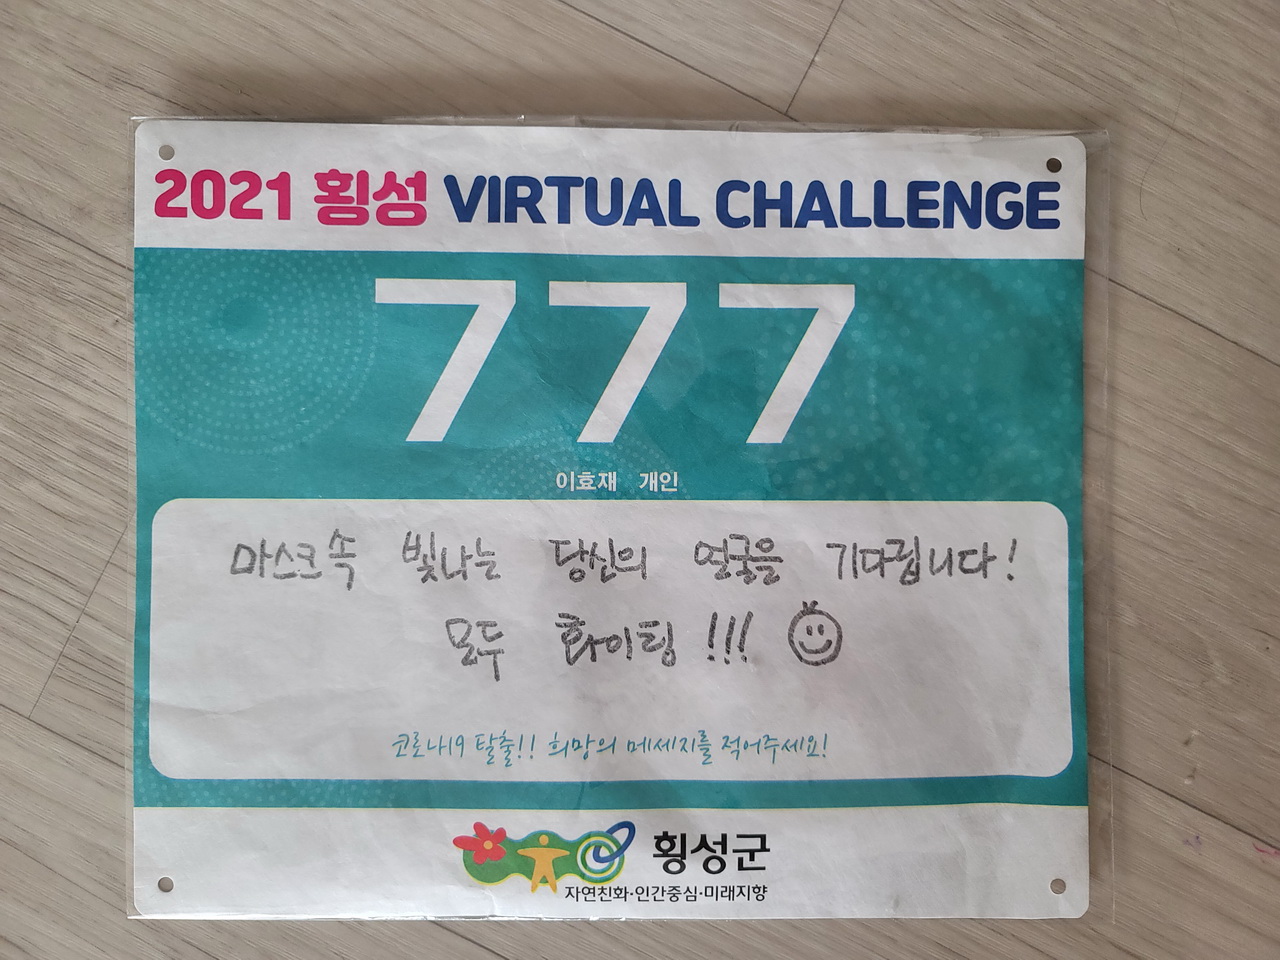 2021 횡성 VIRTUAL CHALLENGE
777
이효재 개인
마스크 속 빛나는 당신의 얼굴을 기다립니다!
모두 화이팅!!!
코로나19 탈출!! 희망의 메세지를 적어주세요!
횡성군
자연친화·인간중심·미래지향